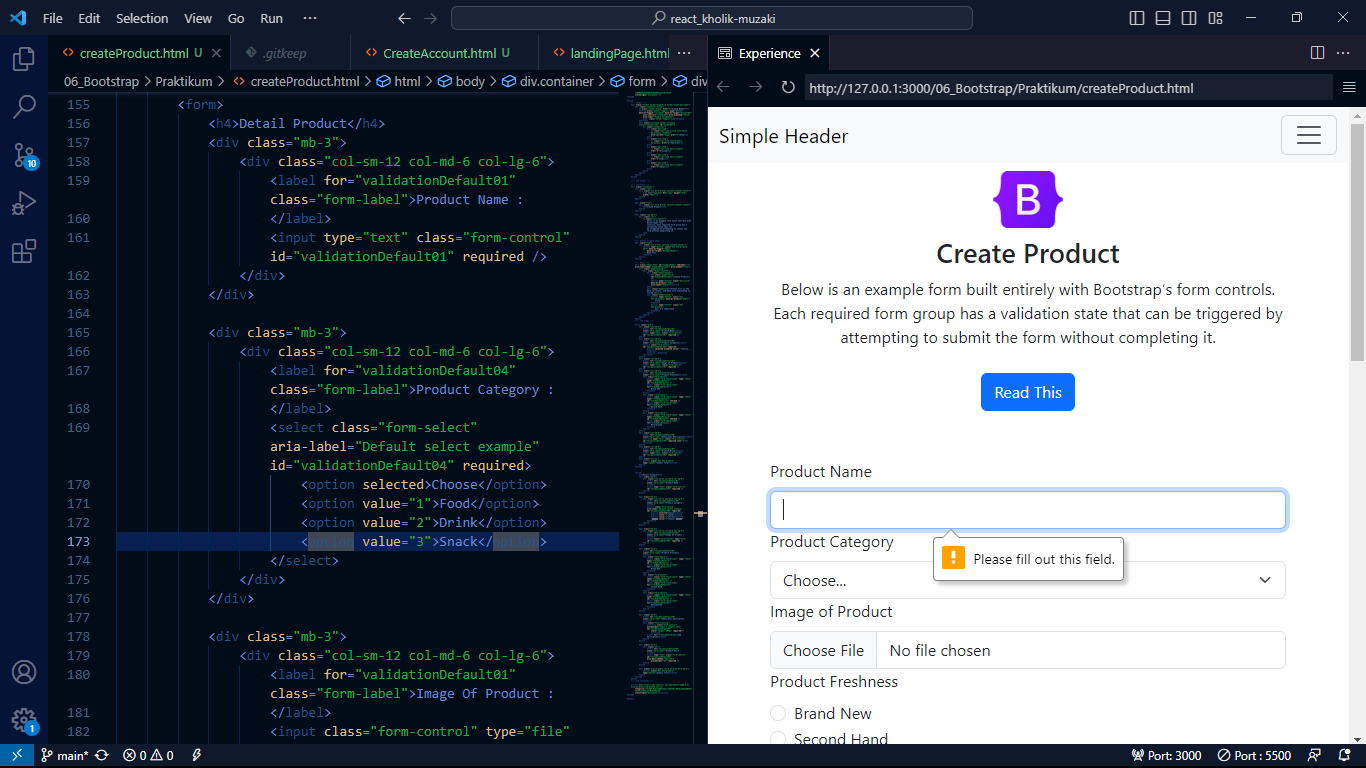 File Edit Selection View Go Run ···
react_kholik-muzaki
createProduct.html U
.gitkeep
CreateAccount.html U
landingPage.html
Experience
06_Bootstrap > Praktikum > createProduct.html > html > body > div.container > form > div
http://127.0.0.1:3000/06_Bootstrap/Praktikum/createProduct.html
155 <form>
156 <h4>Detail Product</h4>
157 <div class="mb-3">
158 <div class="col-sm-12 col-md-6 col-lg-6">
159 <label for="validationDefault01"
class="form-label">Product Name :
160 </label>
161 <input type="text" class="form-control"
id="validationDefault01" required />
162 </div>
163 </div>
164
165 <div class="mb-3">
166 <div class="col-sm-12 col-md-6 col-lg-6">
167 <label for="validationDefault04"
class="form-label">Product Category :
168 </label>
169 <select class="form-select"
aria-label="Default select example"
id="validationDefault04" required>
170 <option selected>Choose</option>
171 <option value="1">Food</option>
172 <option value="2">Drink</option>
173 <option value="3">Snack</option>
174 </select>
175 </div>
176 </div>
177
178 <div class="mb-3">
179 <div class="col-sm-12 col-md-6 col-lg-6">
180 <label for="validationDefault01"
class="form-label">Image Of Product :
181 </label>
182 <input class="form-control" type="file"
Simple Header
B
Create Product
Below is an example form built entirely with Bootstrap's form controls.
Each required form group has a validation state that can be triggered by
attempting to submit the form without completing it.
Read This
Product Name
Product Category
Please fill out this field.
Choose...
Image of Product
Choose File No file chosen
Product Freshness
Brand New
Second Hand
10
1
main* 0 0
Port: 3000 Port : 5500